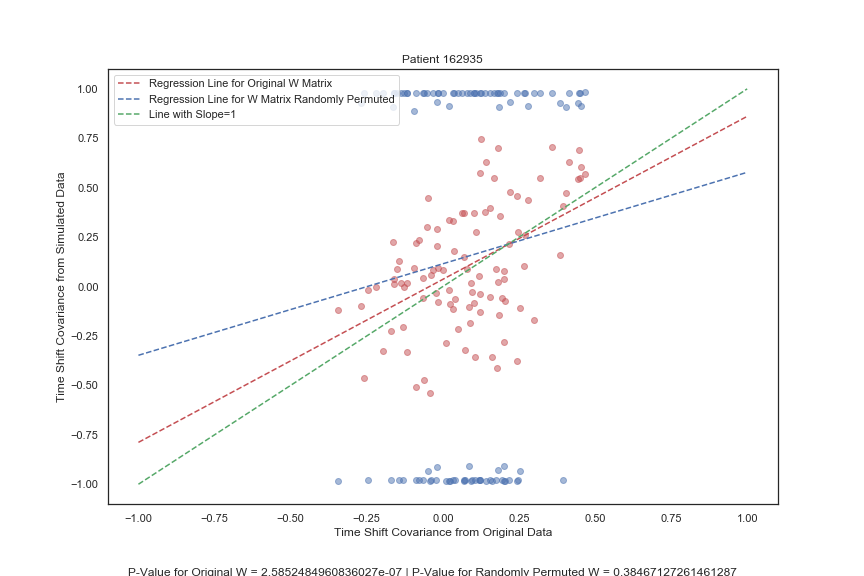 Patient 162935
Regression Line for Original W Matrix
Regression Line for W Matrix Randomly Permuted
Line with Slope=1
1.00
0.75
0.50
0.25
0.00
−0.25
−0.50
−0.75
−1.00
Time Shift Covariance from Simulated Data
−1.00 −0.75 −0.50 −0.25 0.00 0.25 0.50 0.75 1.00
Time Shift Covariance from Original Data
P-Value for Original W = 2.5852484960836027e-07 | P-Value for Randomly Permuted W = 0.38467127261461287